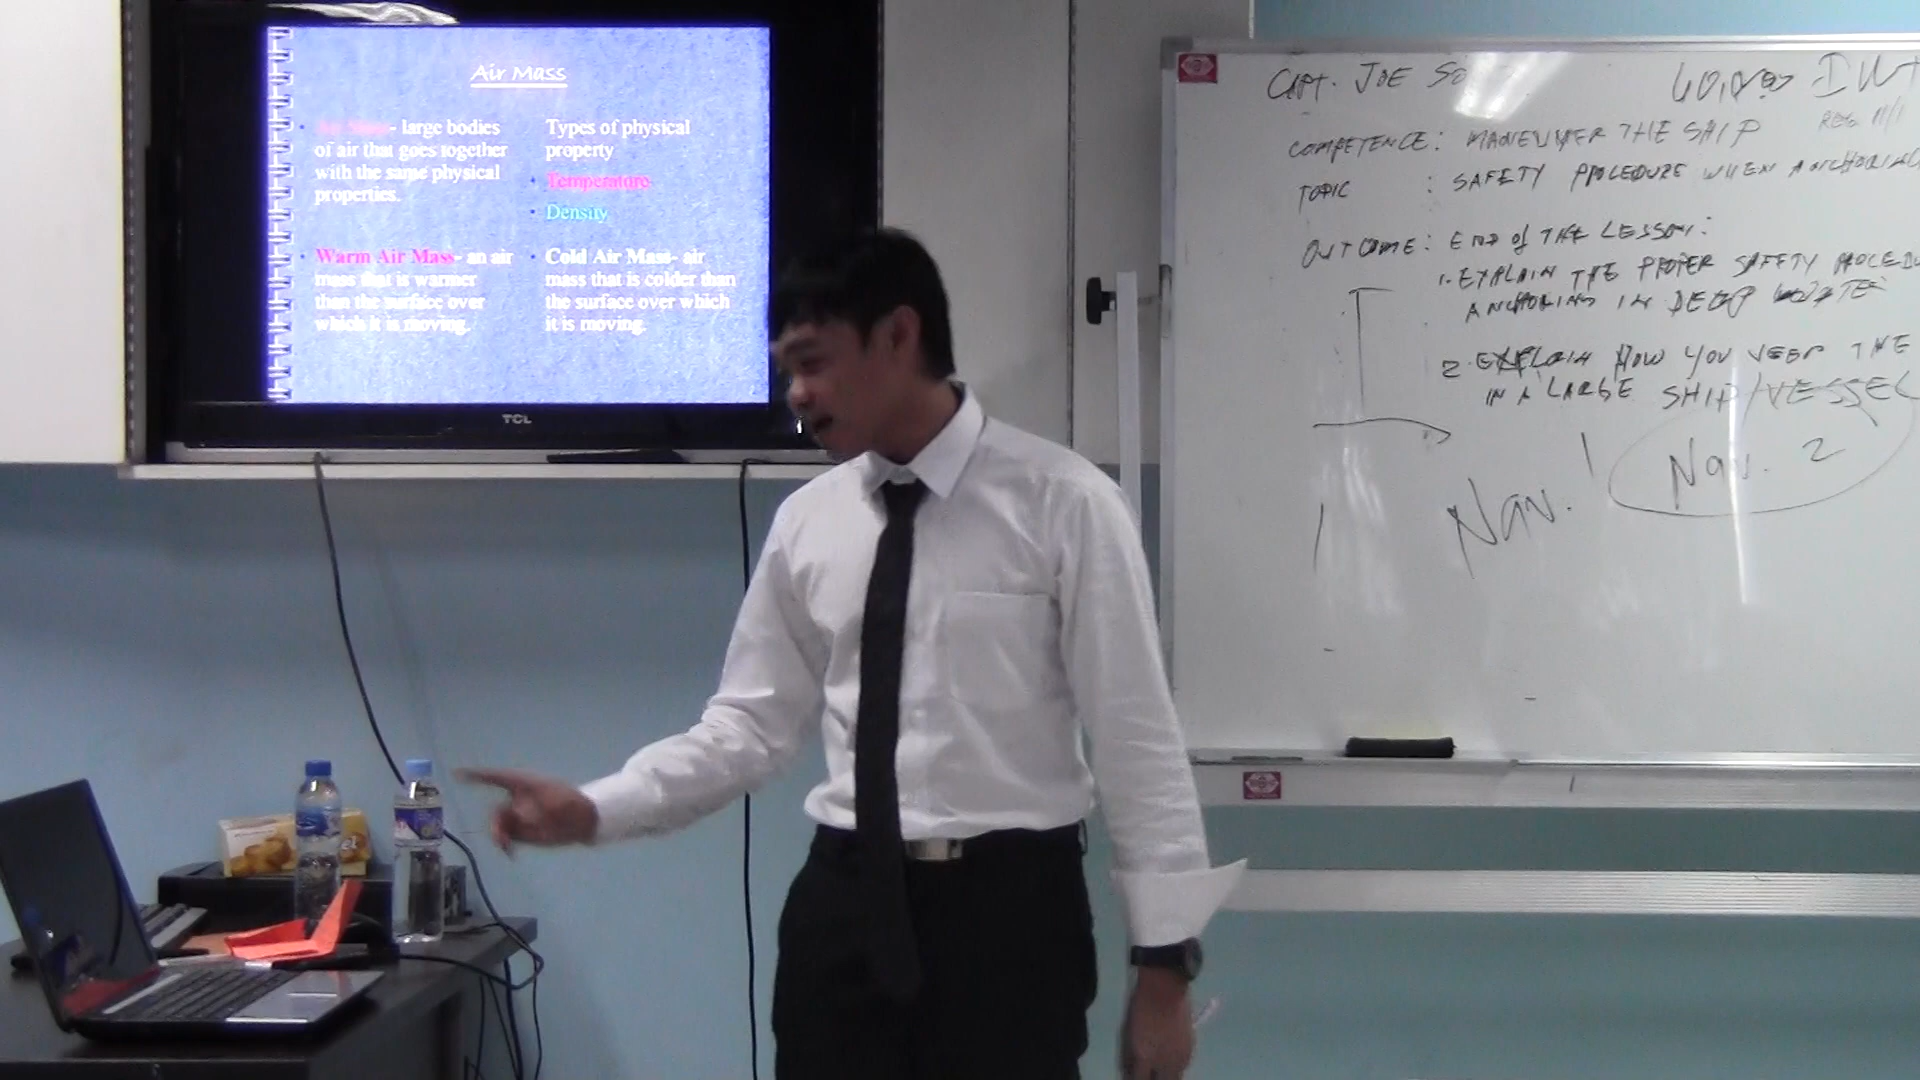 Air Mass
Air Mass- large bodies
of air that goes together
with the same physical
properties.
Types of physical
property
Temperature
Density
Warm Air Mass- an air
mass that is warmer
than the surface over
which it is moving.
Cold Air Mass- air
mass that is colder than
the surface over which
it is moving.
TCL
CAPT. JOE
COMPETENCE: MANEUVER THE SHIP
TOPIC : SAFETY PROCEDURE WHEN ANCHORING
OUTCOME: END of THE LESSON:
1. EXPLAIN THE PROPER SAFETY
ANCHORING IN DEEP WATER
2. EXPLAIN HOW YOU VEER THE
IN A LARGE SHIP/VESSEL
Nav. 1
Nav. 2